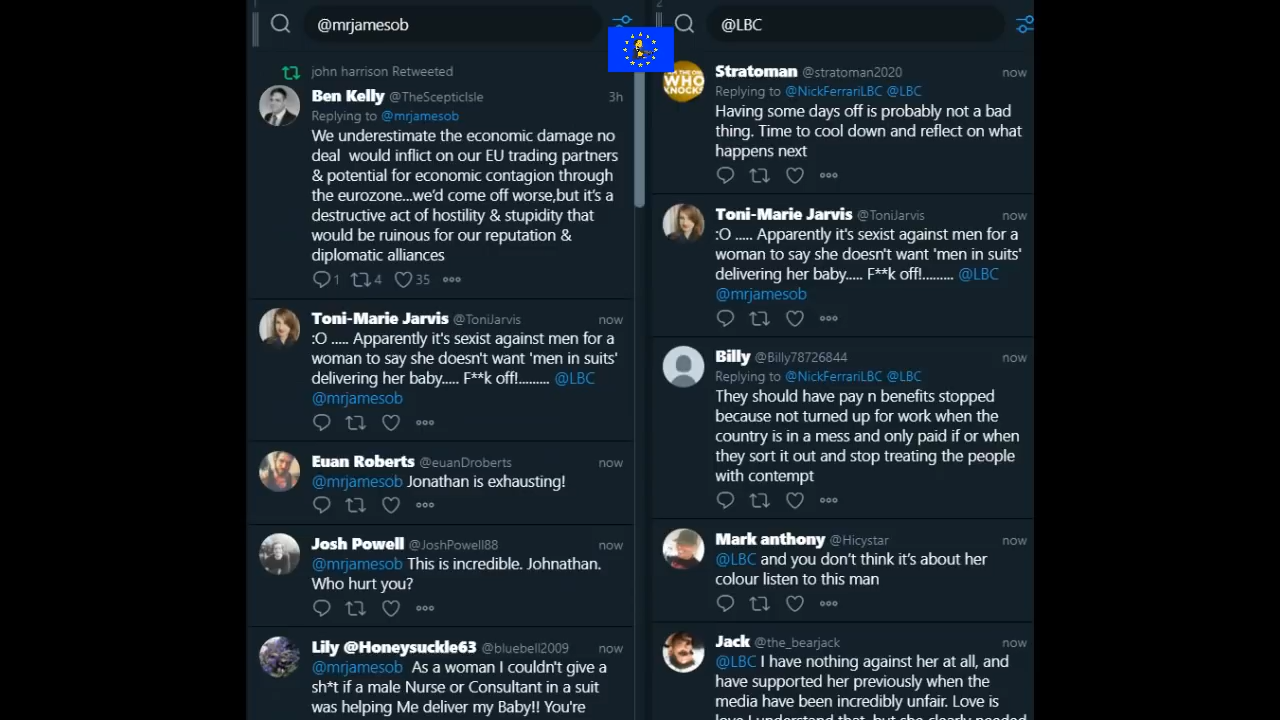 @mrjamesob
john harrison Retweeted
Ben Kelly @TheScepticIsle 3h
Replying to @mrjamesob
We underestimate the economic damage no
deal would inflict on our EU trading partners
& potential for economic contagion through
the eurozone...we'd come off worse,but it's a
destructive act of hostility & stupidity that
would be ruinous for our reputation &
diplomatic alliances
1 4 35
Toni-Marie Jarvis @ToniJarvis now
:O ..... Apparently it's sexist against men for a
woman to say she doesn't want 'men in suits'
delivering her baby..... F**k off!......... @LBC
@mrjamesob
Euan Roberts @euanDroberts now
@mrjamesob Jonathan is exhausting!
Josh Powell @JoshPowell88 now
@mrjamesob This is incredible. Johnathan.
Who hurt you?
Lily @Honeysuckle63 @bluebell2009 now
@mrjamesob As a woman I couldn't give a
sh*t if a male Nurse or Consultant in a suit
was helping Me deliver my Baby!! You're
2
@LBC
Stratoman @stratoman2020 now
WHO
KNOCKS
Replying to @NickFerrariLBC @LBC
Having some days off is probably not a bad
thing. Time to cool down and reflect on what
happens next
Toni-Marie Jarvis @ToniJarvis now
:O ..... Apparently it's sexist against men for a
woman to say she doesn't want 'men in suits'
delivering her baby..... F**k off!......... @LBC
@mrjamesob
Billy @Billy78726844 now
Replying to @NickFerrariLBC @LBC
They should have pay n benefits stopped
because not turned up for work when the
country is in a mess and only paid if or when
they sort it out and stop treating the people
with contempt
Mark anthony @Hicystar now
@LBC and you don't think it's about her
colour listen to this man
Jack @the_bearjack now
@LBC I have nothing against her at all, and
have supported her previously when the
media have been incredibly unfair. Love is
love I understand that, but she clearly needed